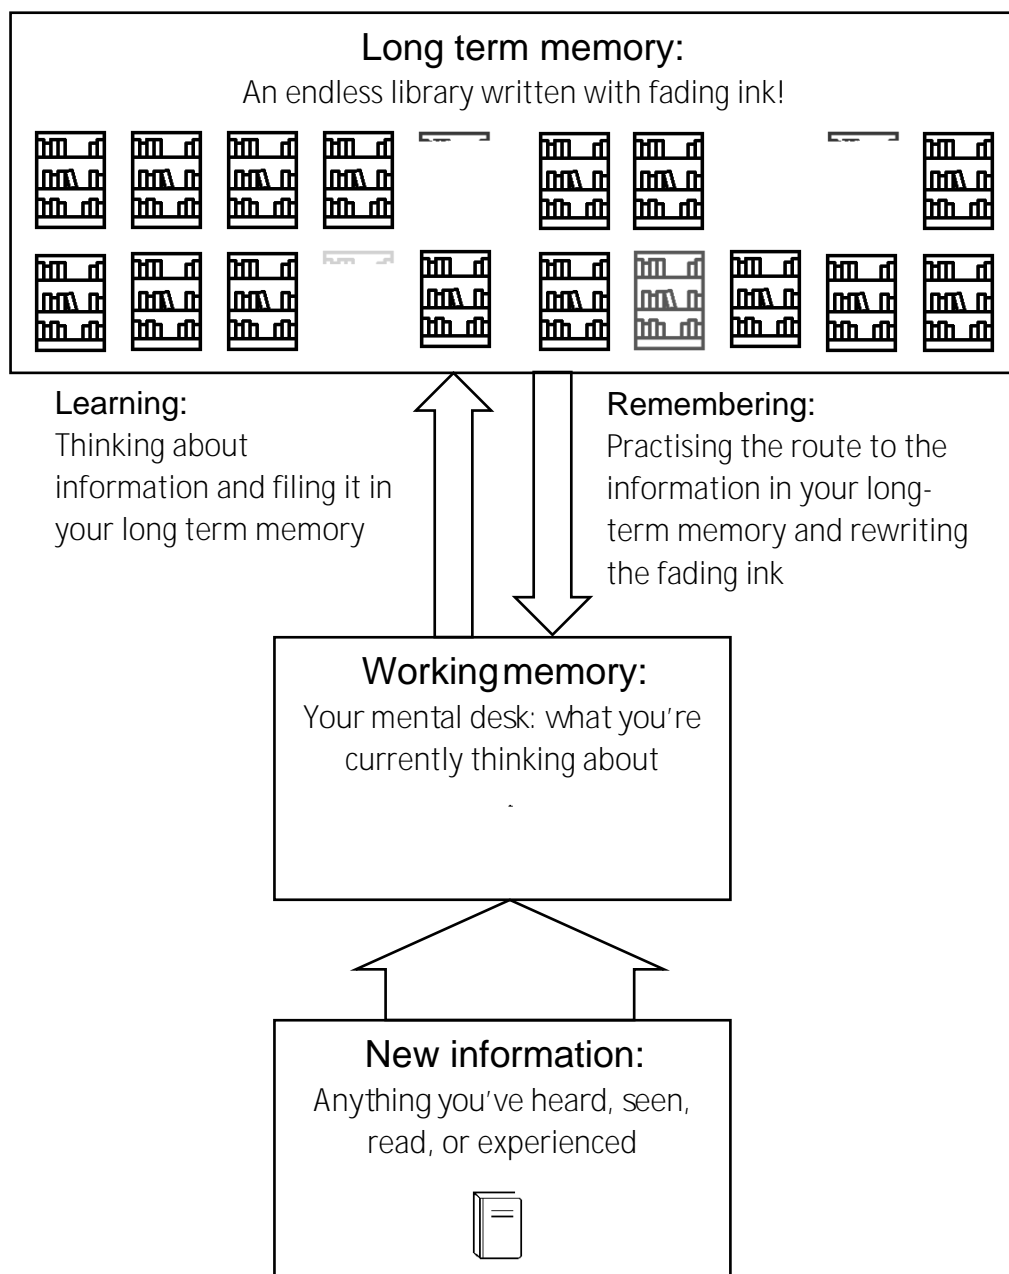 Long term memory:
An endless library written with fading ink!
Learning:
Thinking about
information and filing it in
your long term memory
Remembering:
Practising the route to the
information in your long-
term memory and rewriting
the fading ink
Working memory:
Your mental desk: what you're
currently thinking about
New information:
Anything you've heard, seen,
read, or experienced